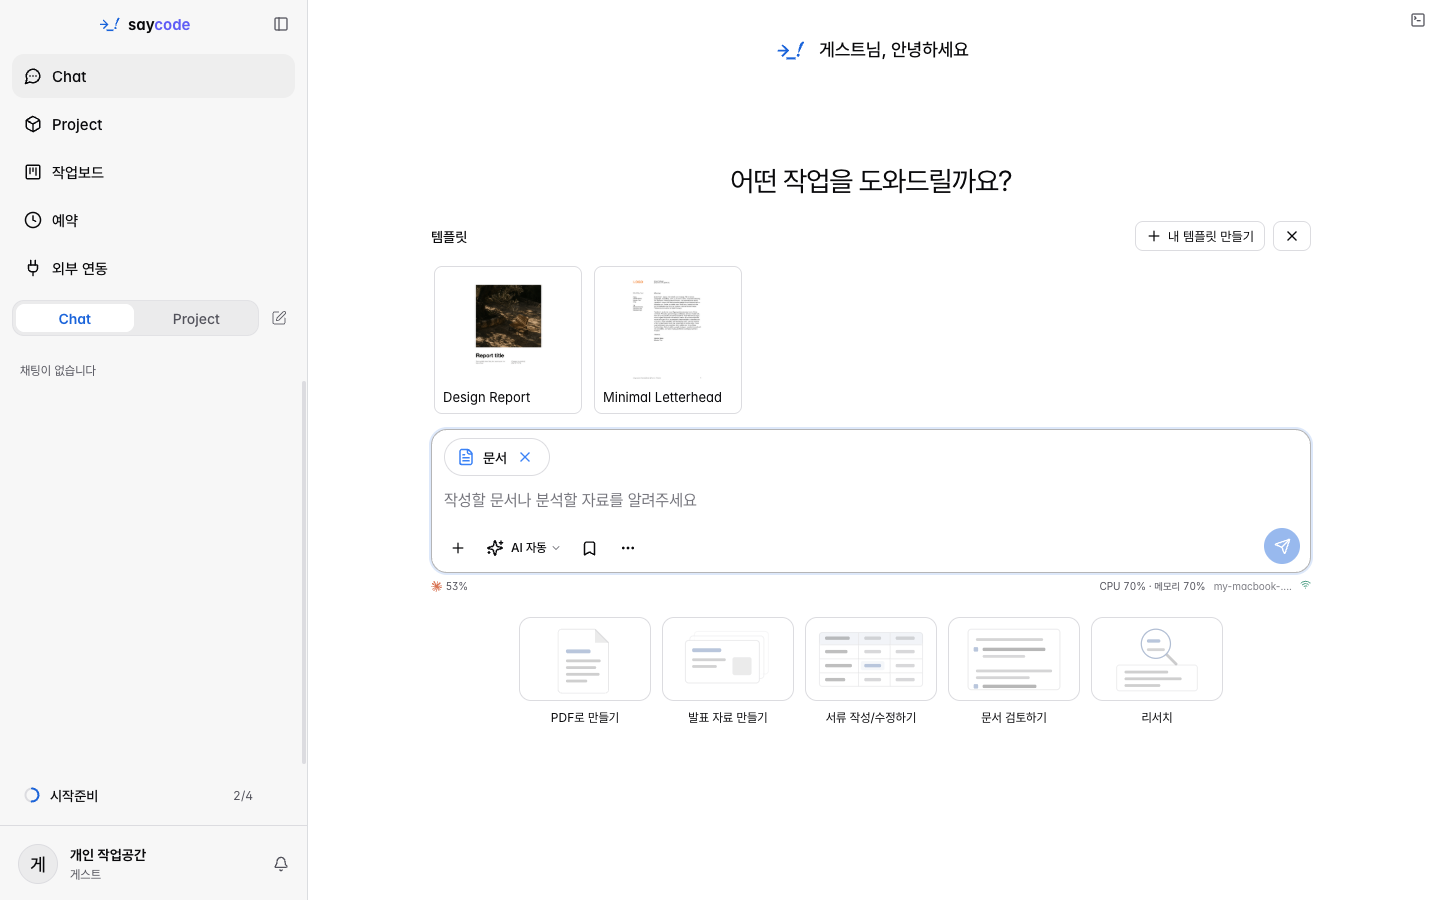 saycode
Chat
Project
작업보드
예약
외부 연동
Chat
Project
채팅이 없습니다
시작준비
2/4
게
개인 작업공간
게스트
게스트님, 안녕하세요
어떤 작업을 도와드릴까요?
템플릿
내 템플릿 만들기
Report title
Design Report
Minimal Letterhead
문서
작성할 문서나 분석할 자료를 알려주세요
AI 자동
53%
CPU 70% · 메모리 70%
my-macbook-....
PDF로 만들기
발표 자료 만들기
서류 작성/수정하기
문서 검토하기
리서치